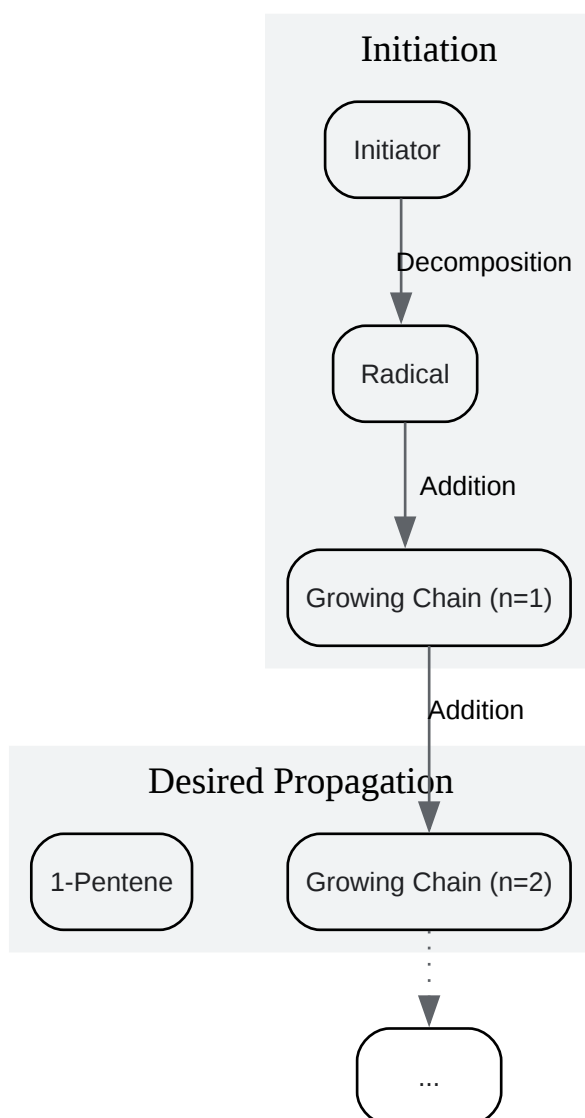 Initiation
Initiator
Decomposition
Radical
Addition
Growing Chain (n=1)
Addition
Desired Propagation
1-Pentene
Growing Chain (n=2)
...